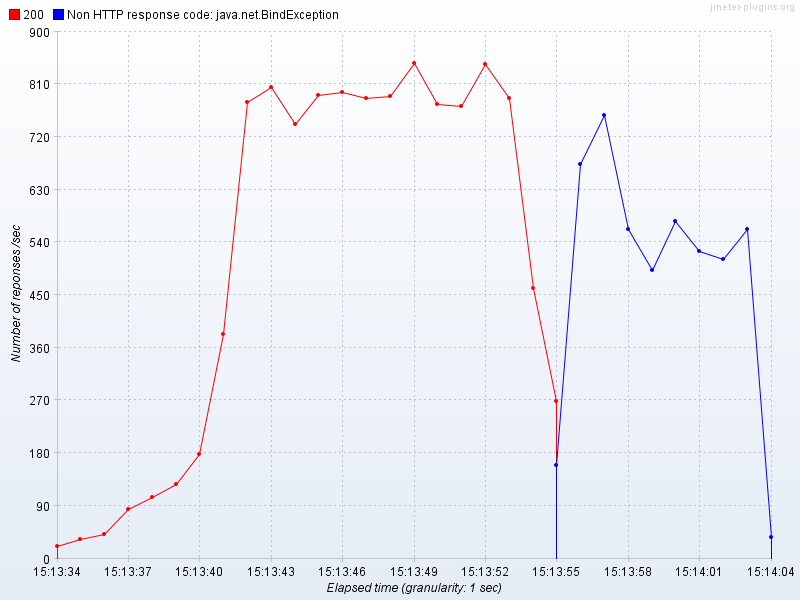 jmeter-plugins.org
200 Non HTTP response code: java.net.BindException
900
810
720
630
540
450
360
270
180
90
0
Number of reponses /sec
15:13:34 15:13:37 15:13:40 15:13:43 15:13:46 15:13:49 15:13:52 15:13:55 15:13:58 15:14:01 15:14:04
Elapsed time (granularity: 1 sec)